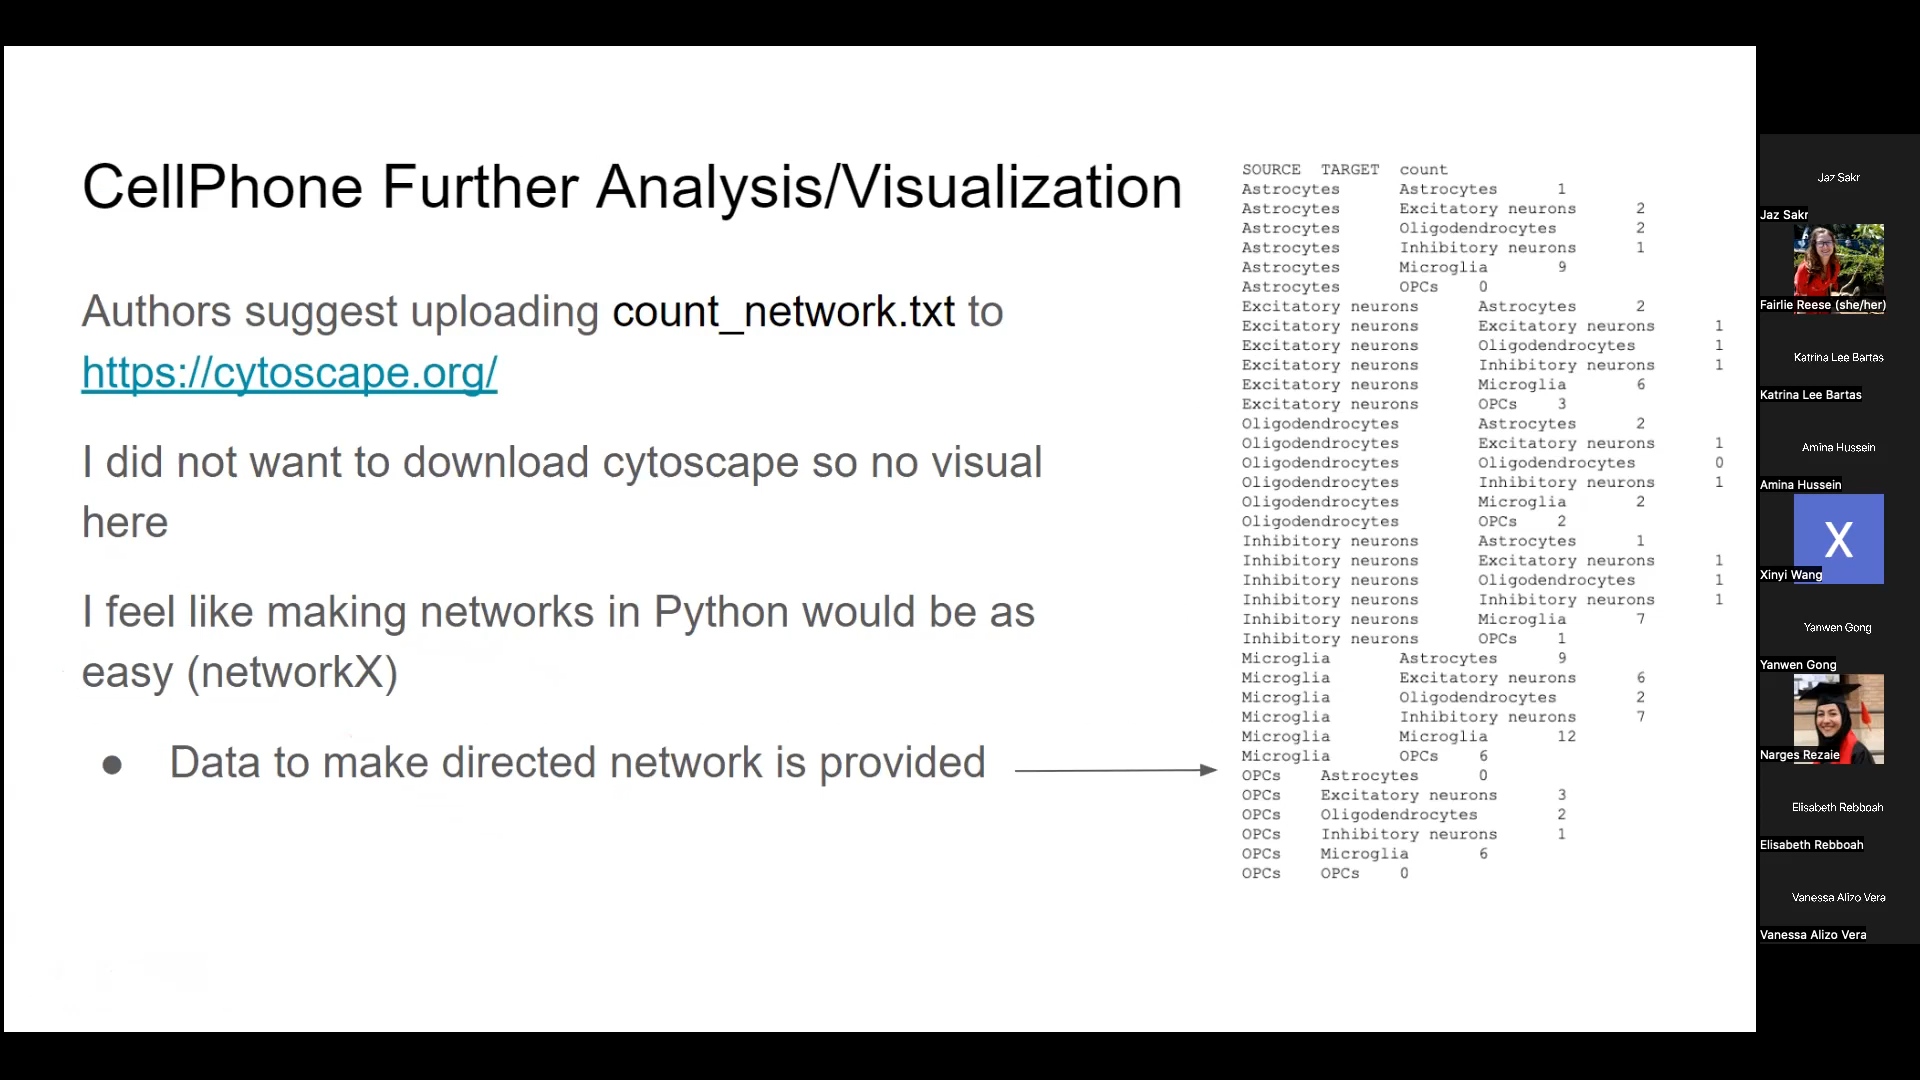 CellPhone Further Analysis/Visualization
Authors suggest uploading count_network.txt to
https://cytoscape.org/
I did not want to download cytoscape so no visual
here
I feel like making networks in Python would be as
easy (networkX)
● Data to make directed network is provided
SOURCE TARGET count
Astrocytes Astrocytes 1
Astrocytes Excitatory neurons 2
Astrocytes Oligodendrocytes 2
Astrocytes Inhibitory neurons 1
Astrocytes Microglia 9
Astrocytes OPCs 0
Excitatory neurons Astrocytes 2
Excitatory neurons Excitatory neurons 1
Excitatory neurons Oligodendrocytes 1
Excitatory neurons Inhibitory neurons 1
Excitatory neurons Microglia 6
Excitatory neurons OPCs 3
Oligodendrocytes Astrocytes 2
Oligodendrocytes Excitatory neurons 1
Oligodendrocytes Oligodendrocytes 0
Oligodendrocytes Inhibitory neurons 1
Oligodendrocytes Microglia 2
Oligodendrocytes OPCs 2
Inhibitory neurons Astrocytes 1
Inhibitory neurons Excitatory neurons 1
Inhibitory neurons Oligodendrocytes 1
Inhibitory neurons Inhibitory neurons 1
Inhibitory neurons Microglia 7
Inhibitory neurons OPCs 1
Microglia Astrocytes 9
Microglia Excitatory neurons 6
Microglia Oligodendrocytes 2
Microglia Inhibitory neurons 7
Microglia Microglia 12
Microglia OPCs 6
OPCs Astrocytes 0
OPCs Excitatory neurons 3
OPCs Oligodendrocytes 2
OPCs Inhibitory neurons 1
OPCs Microglia 6
OPCs OPCs 0
Jaz Sakr
Jaz Sakr
Fairlie Reese (she/her)
Katrina Lee Bartas
Katrina Lee Bartas
Amina Hussein
Amina Hussein
X
Xinyi Wang
Yanwen Gong
Yanwen Gong
Narges Rezaie
Elisabeth Rebboah
Elisabeth Rebboah
Vanessa Alizo Vera
Vanessa Alizo Vera